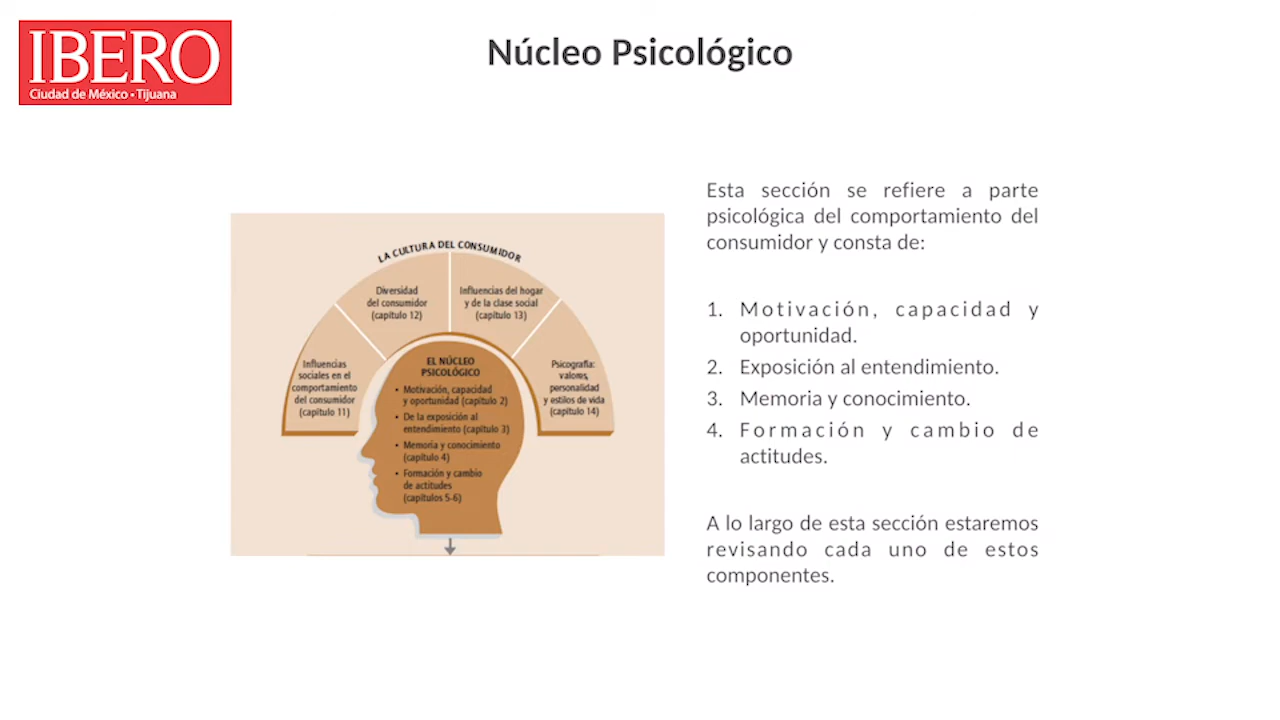 IBERO
Ciudad de México • Tijuana
Núcleo Psicológico
LA CULTURA DEL CONSUMIDOR
Influencias
sociales en el
comportamiento
del consumidor
(capítulo 11)
Diversidad
del consumidor
(capítulo 12)
Influencias del hogar
y de la clase social
(capítulo 13)
Psicografía:
valores,
personalidad
y estilos de vida
(capítulo 14)
EL NÚCLEO
PSICOLÓGICO
• Motivación, capacidad
y oportunidad (capítulo 2)
• De la exposición al
entendimiento (capítulo 3)
• Memoria y conocimiento
(capítulo 4)
• Formación y cambio
de actitudes
(capítulos 5-6)
Esta sección se refiere a parte
psicológica del comportamiento del
consumidor y consta de:
1. Motivación, capacidad y
oportunidad.
2. Exposición al entendimiento.
3. Memoria y conocimiento.
4. Formación y cambio de
actitudes.
A lo largo de esta sección estaremos
revisando cada uno de estos
componentes.